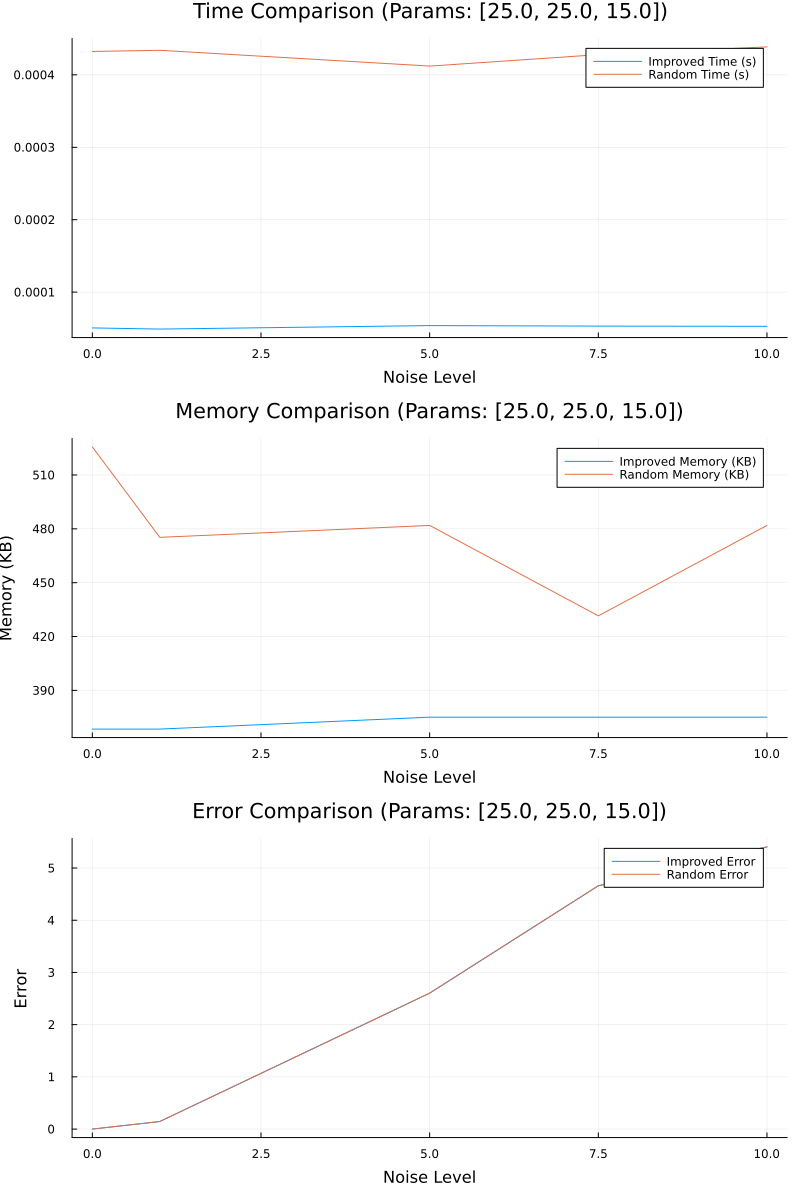 Time Comparison (Params: [25.0, 25.0, 15.0])
0.0004
0.0003
0.0002
0.0001
Improved Time (s)
Random Time (s)
0.0 2.5 5.0 7.5 10.0
Noise Level
Memory Comparison (Params: [25.0, 25.0, 15.0])
Memory (KB)
510
480
450
420
390
Improved Memory (KB)
Random Memory (KB)
0.0 2.5 5.0 7.5 10.0
Noise Level
Error Comparison (Params: [25.0, 25.0, 15.0])
Error
5
4
3
2
1
0
Improved Error
Random Error
0.0 2.5 5.0 7.5 10.0
Noise Level